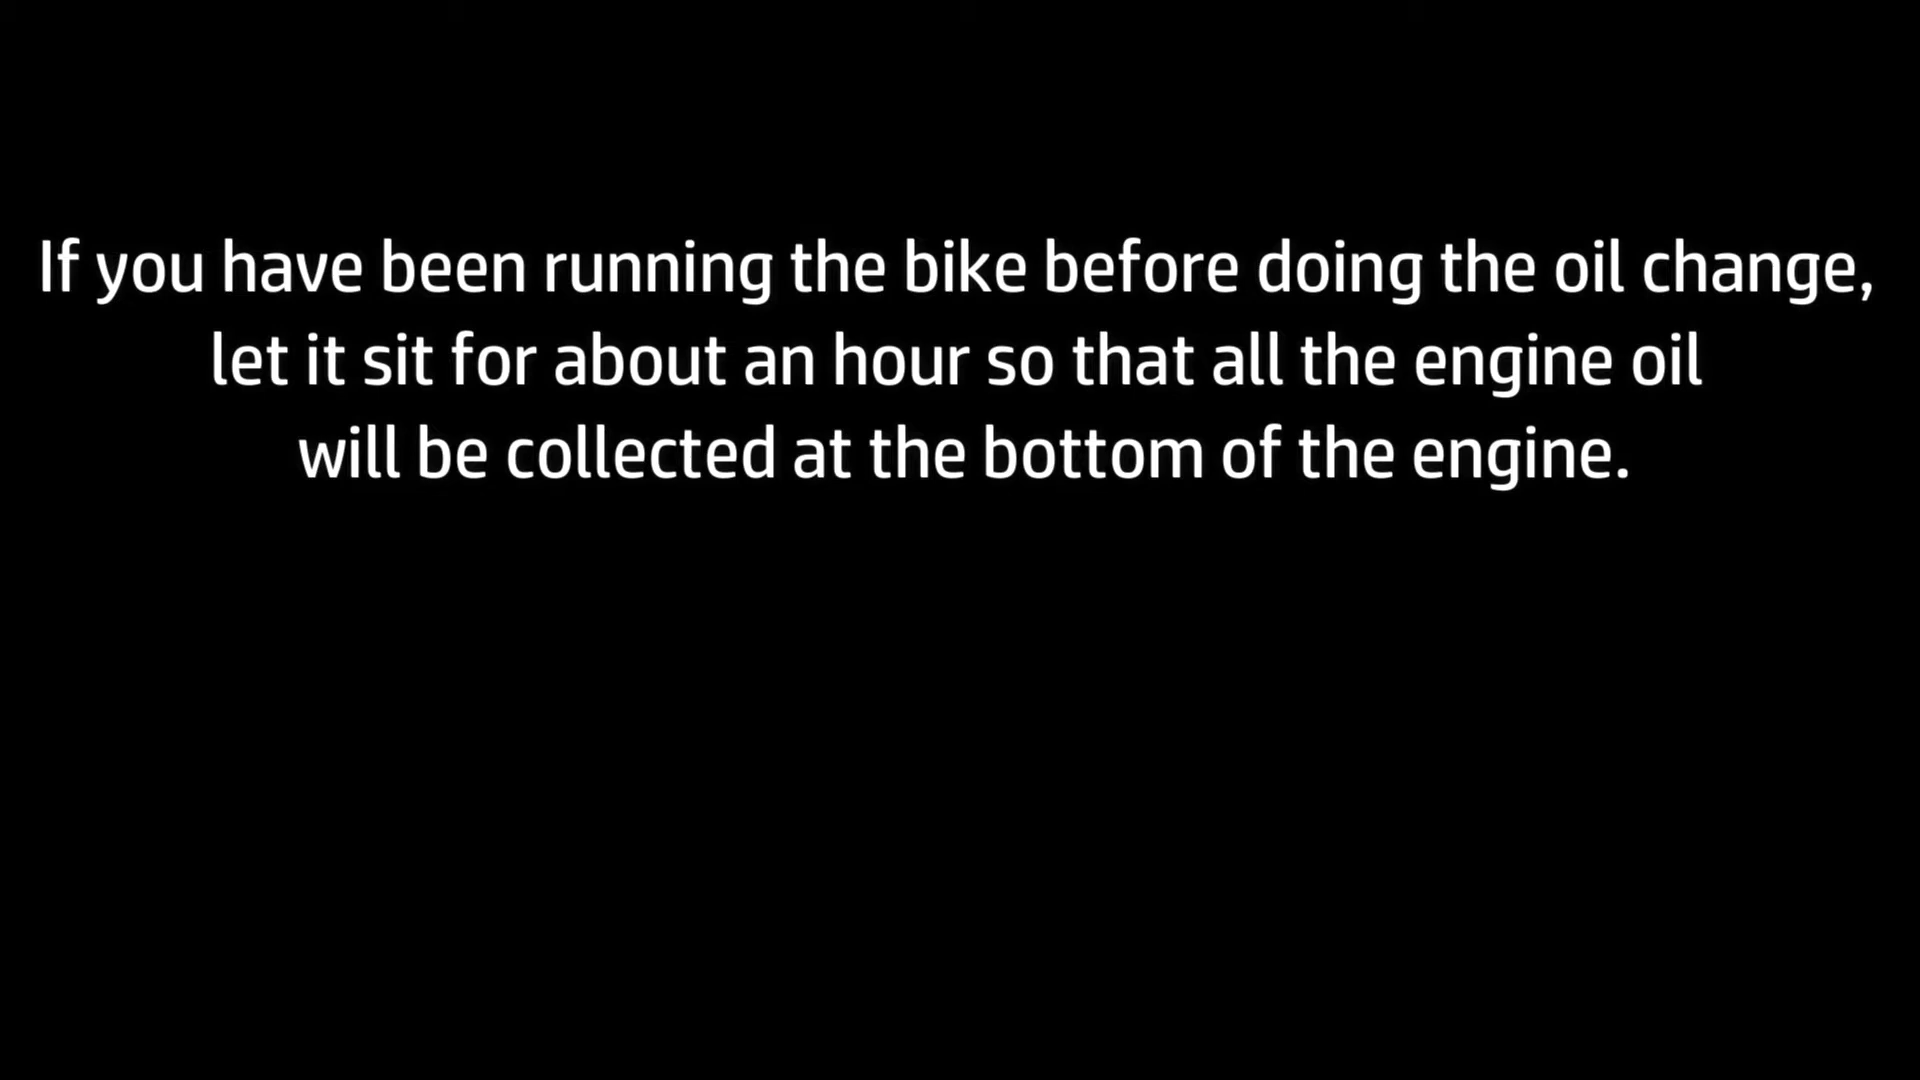 If you have been running the bike before doing the oil change,
let it sit for about an hour so that all the engine oil
will be collected at the bottom of the engine.